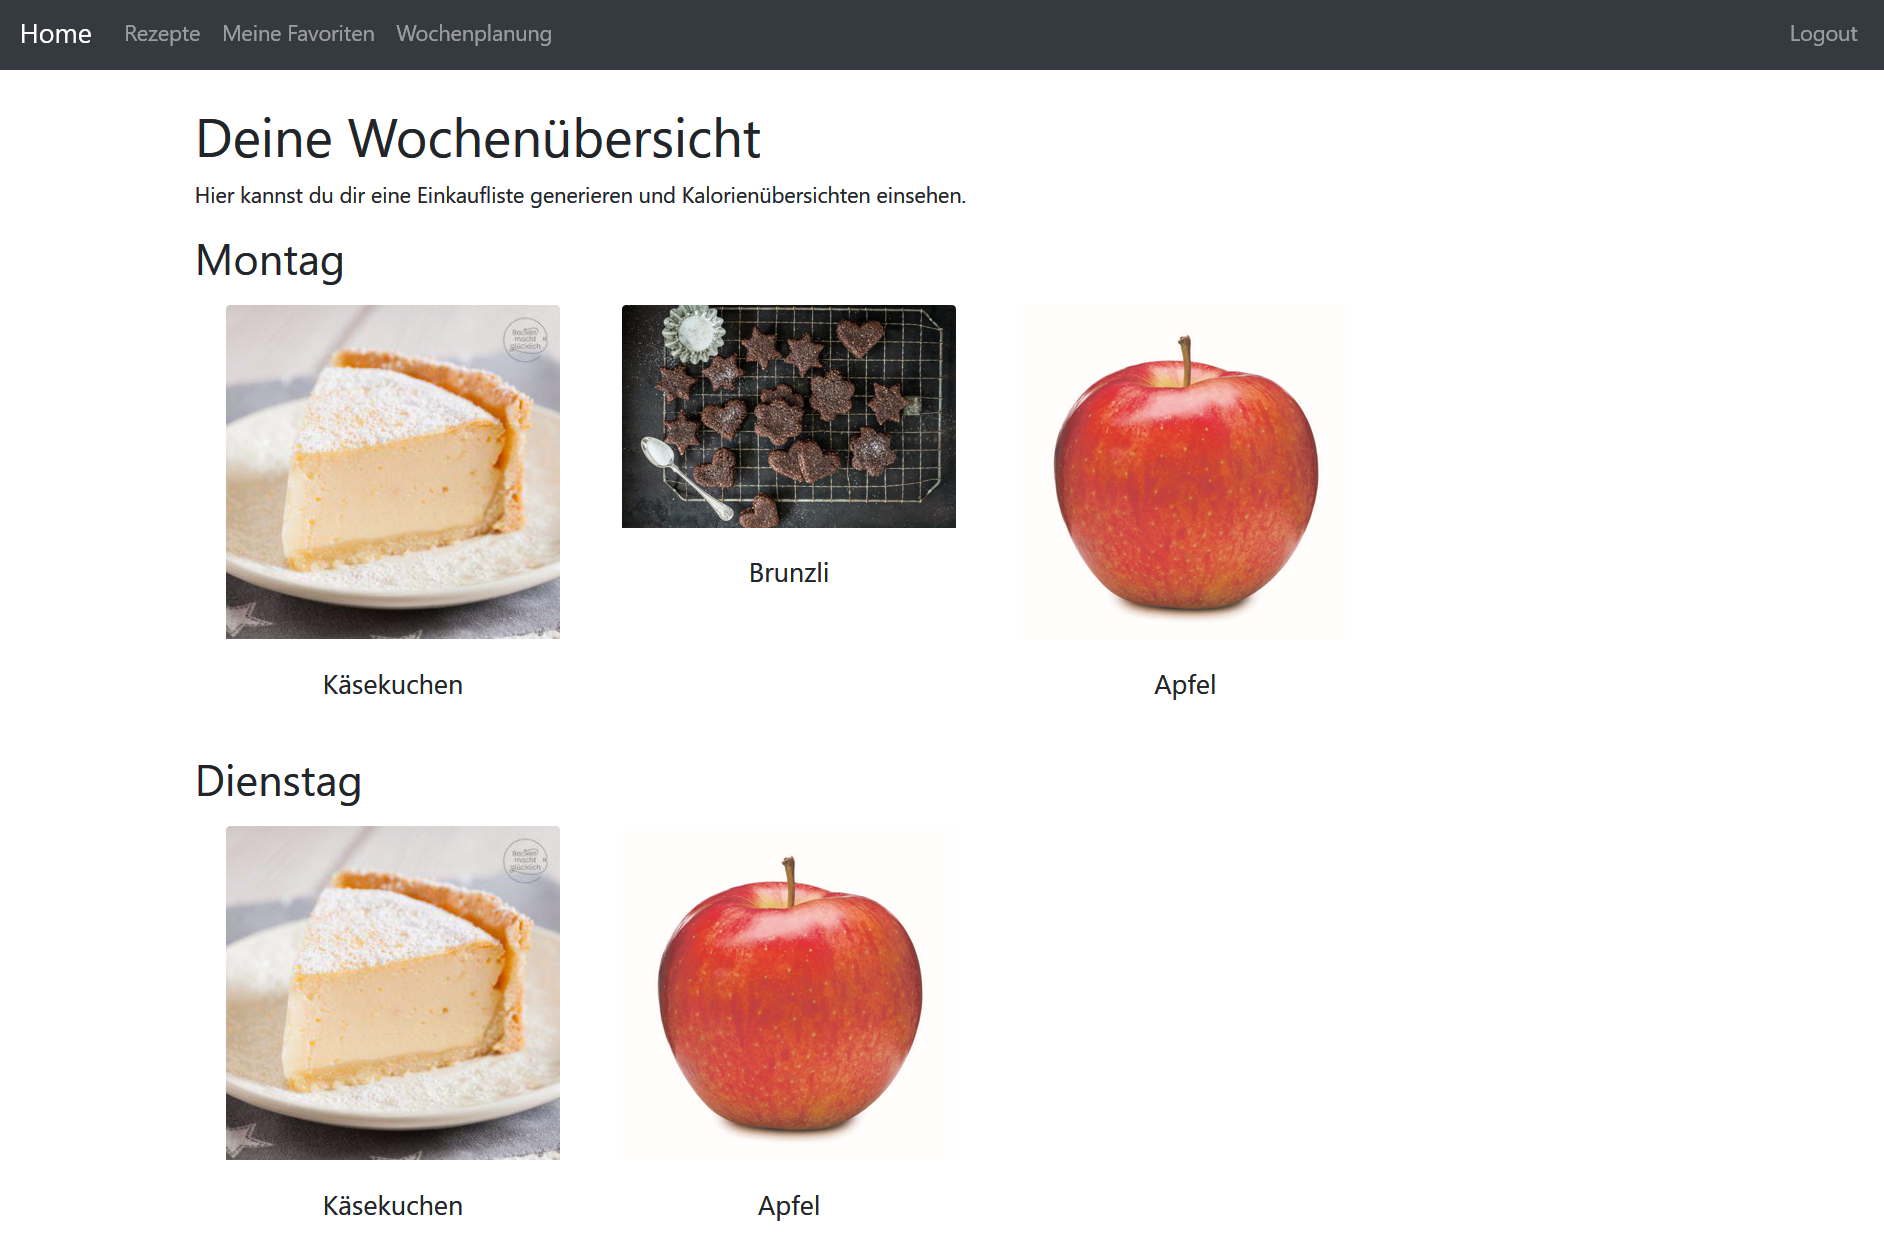 Home Rezepte Meine Favoriten Wochenplanung Logout
Deine Wochenübersicht
Hier kannst du dir eine Einkaufliste generieren und Kalorienübersichten einsehen.
Montag
Backen
macht
glücklich
Brunzli
Käsekuchen
Apfel
Dienstag
Backen
macht
glücklich
Käsekuchen
Apfel